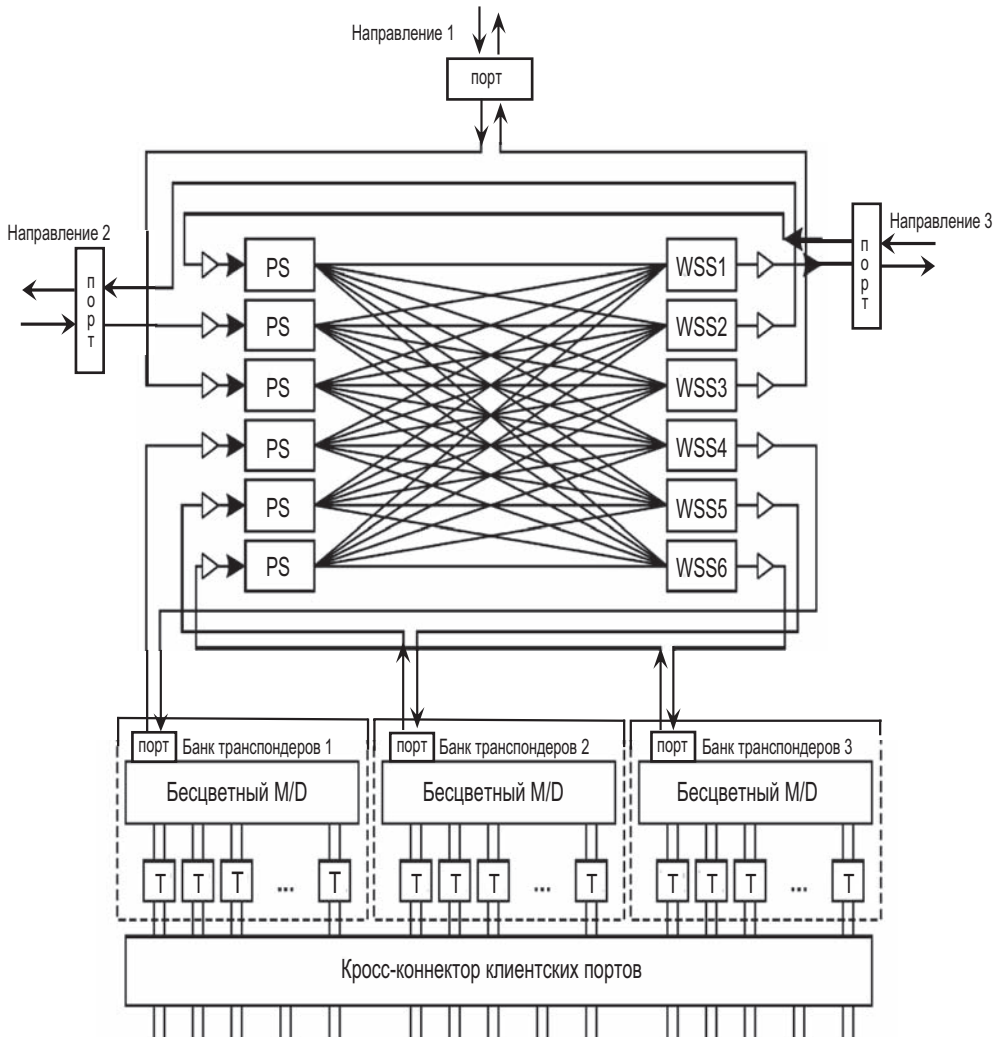 Направление 1
порт
Направление 2
порт
Направление 3
порт
PS
WSS1
PS
WSS2
PS
WSS3
PS
WSS4
PS
WSS5
PS
WSS6
порт
Банк транспондеров 1
порт
Банк транспондеров 2
порт
Банк транспондеров 3
Бесцветный M/D
Бесцветный M/D
Бесцветный M/D
T T T ... T
T T T ... T
T T T ... T
Кросс-коннектор клиентских портов